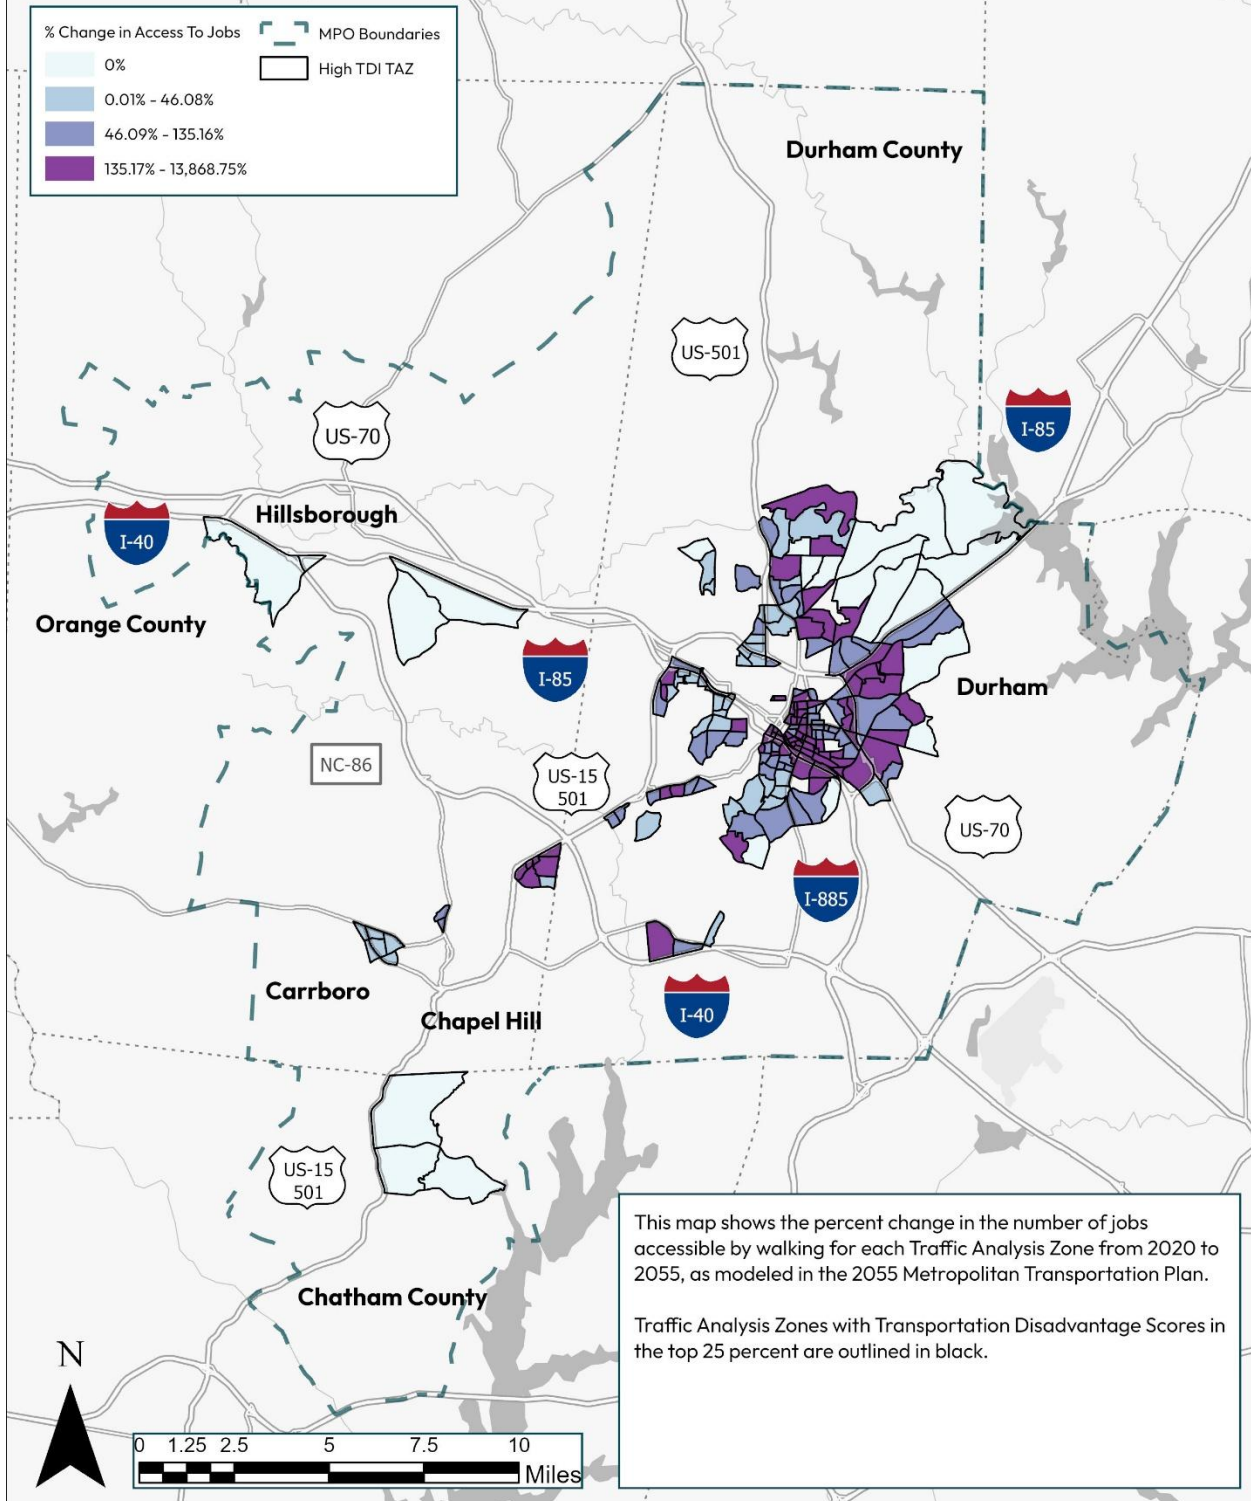 % Change in Access To Jobs
0%
0.01% - 46.08%
46.09% - 135.16%
135.17% - 13,868.75%
MPO Boundaries
High TDI TAZ
Durham County
US-501
I-85
US-70
Hillsborough
I-40
Orange County
I-85
Durham
NC-86
US-15
501
US-70
I-885
Carrboro
I-40
Chapel Hill
US-15
501
Chatham County
This map shows the percent change in the number of jobs
accessible by walking for each Traffic Analysis Zone from 2020 to
2055, as modeled in the 2055 Metropolitan Transportation Plan.
Traffic Analysis Zones with Transportation Disadvantage Scores in
the top 25 percent are outlined in black.
N
0 1.25 2.5 5 7.5 10
Miles